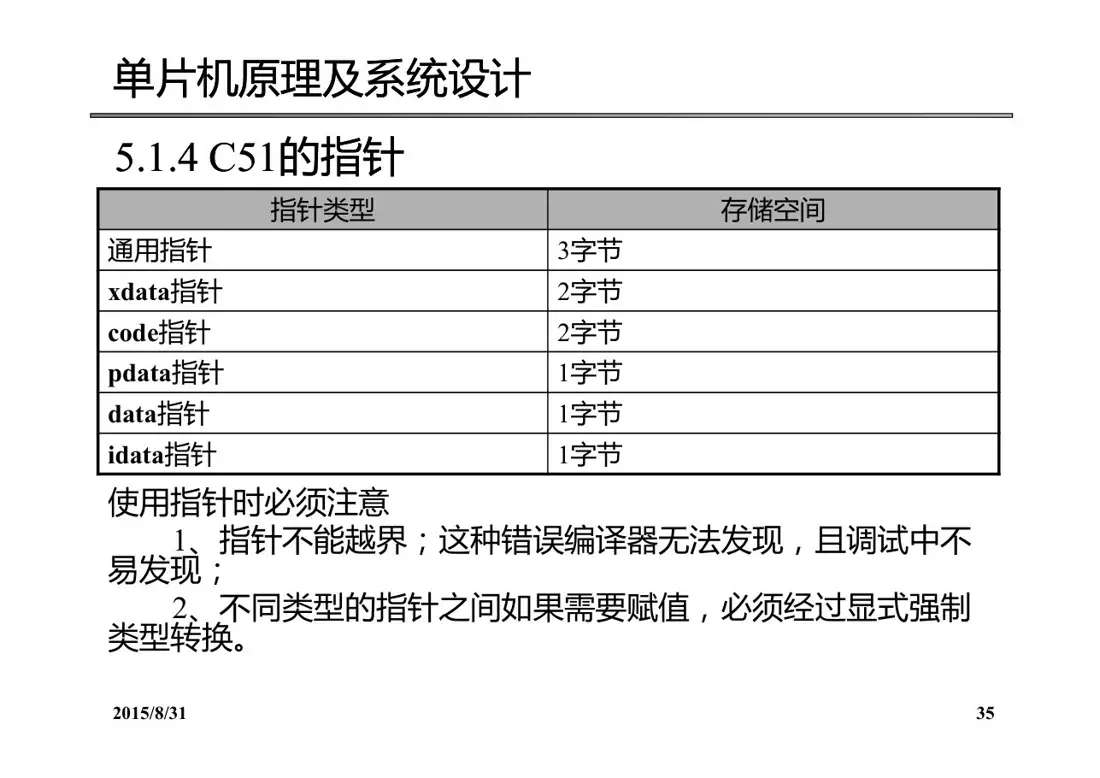 单片机原理及系统设计
5.1.4 C51的指针
指针类型 存储空间
通用指针 3字节
xdata指针 2字节
code指针 2字节
pdata指针 1字节
data指针 1字节
idata指针 1字节
使用指针时必须注意
1、指针不能越界；这种错误编译器无法发现，且调试中不
易发现；
2、不同类型的指针之间如果需要赋值，必须经过显式强制
类型转换。
2015/8/31 35